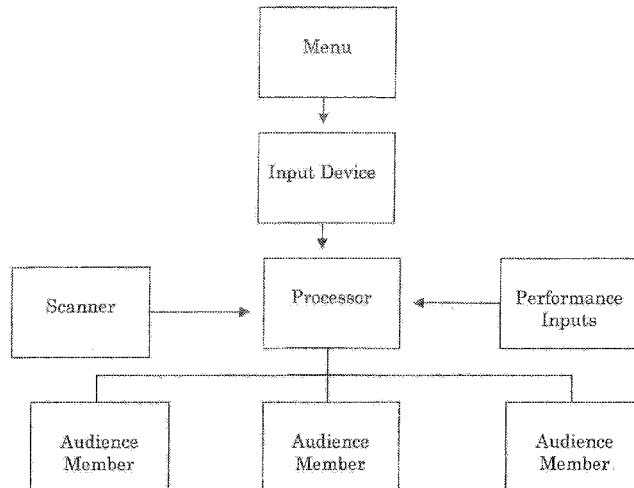 Menu
Input Device
Scanner
Processor
Performance
Inputs
Audience
Member
Audience
Member
Audience
Member